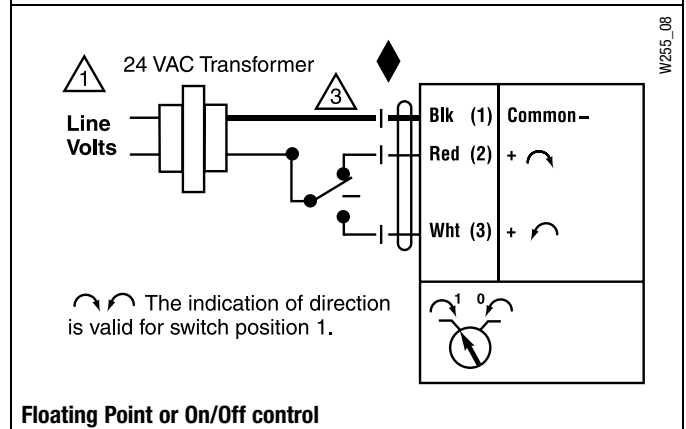 W255_08
1
24 VAC Transformer
3
Line
Volts
Blk (1) Common–
Red (2) +
Wht (3) +
The indication of direction
is valid for switch position 1.
1 0
Floating Point or On/Off control